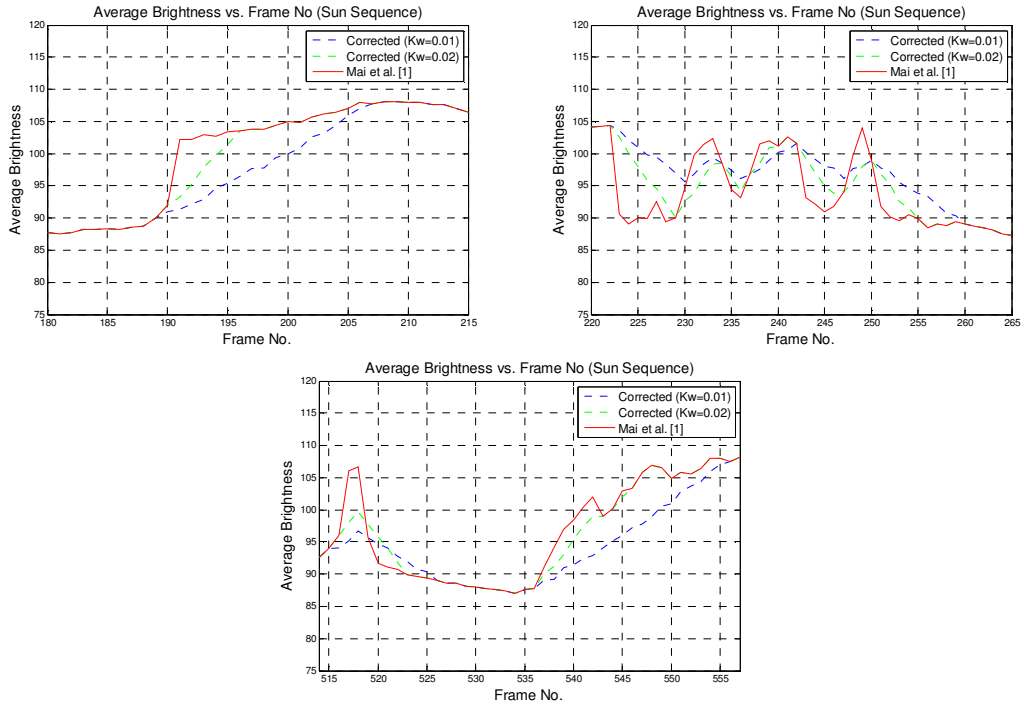 Average Brightness vs. Frame No (Sun Sequence)
Average Brightness
120
115
110
105
100
95
90
85
80
75
Corrected (Kw=0.01)
Corrected (Kw=0.02)
Mai et al. [1]
180 185 190 195 200 205 210 215
Frame No.
Average Brightness vs. Frame No (Sun Sequence)
Average Brightness
120
115
110
105
100
95
90
85
80
75
Corrected (Kw=0.01)
Corrected (Kw=0.02)
Mai et al. [1]
220 225 230 235 240 245 250 255 260 265
Frame No.
Average Brightness vs. Frame No (Sun Sequence)
Average Brightness
120
115
110
105
100
95
90
85
80
75
Corrected (Kw=0.01)
Corrected (Kw=0.02)
Mai et al. [1]
515 520 525 530 535 540 545 550 555
Frame No.